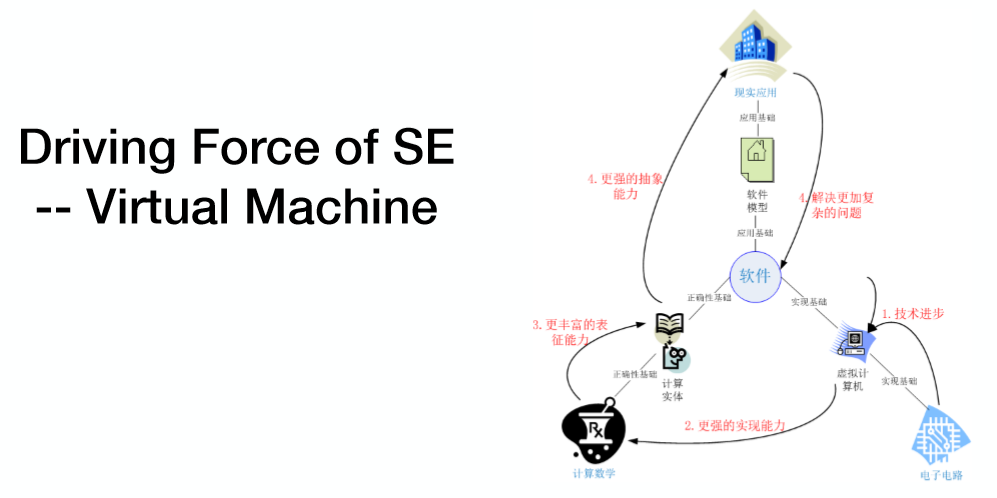 Driving Force of SE
-- Virtual Machine
现实应用
应用基础
4.更强的抽象
能力
软件
模型
4.解决更加复
杂的问题
应用基础
软件
正确性基础
实现基础
3.更丰富的表
征能力
1.技术进步
计算
实体
正确性基础
虚拟计
算机
实现基础
2.更强的实现能力
计算数学
电子电路